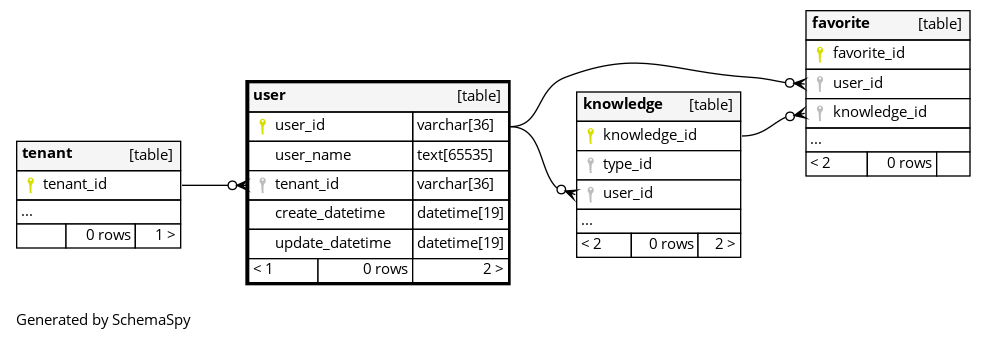 tenant [table]
tenant_id
...
0 rows 1 >
user [table]
user_id varchar[36]
user_name text[65535]
tenant_id varchar[36]
create_datetime datetime[19]
update_datetime datetime[19]
< 1 0 rows 2 >
knowledge [table]
knowledge_id
type_id
user_id
...
< 2 0 rows 2 >
favorite [table]
favorite_id
user_id
knowledge_id
...
< 2 0 rows
Generated by SchemaSpy